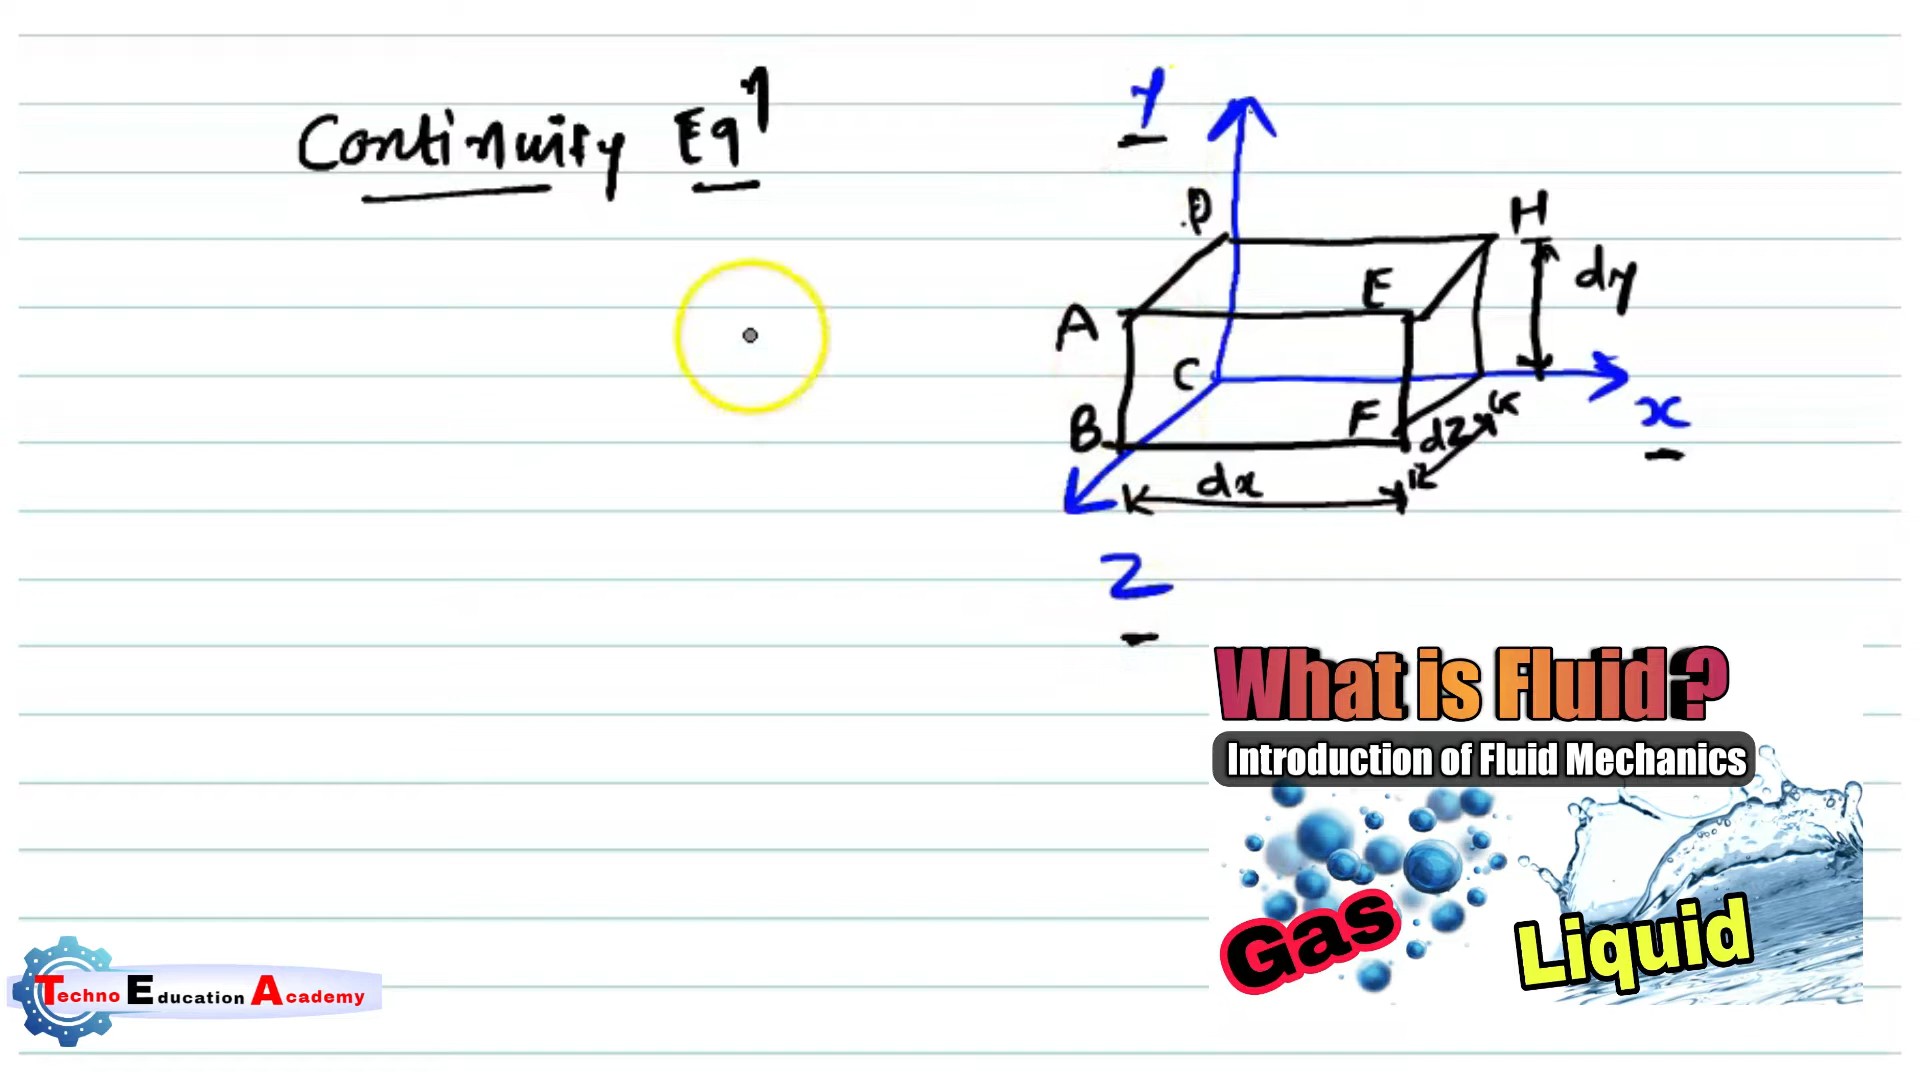 Continuity Eqⁿ
y
D
H
dy
E
A
C
x
F
B
dz
G
dx
z
What is Fluid?
Introduction of Fluid Mechanics
Gas
Liquid
Techno Education Academy